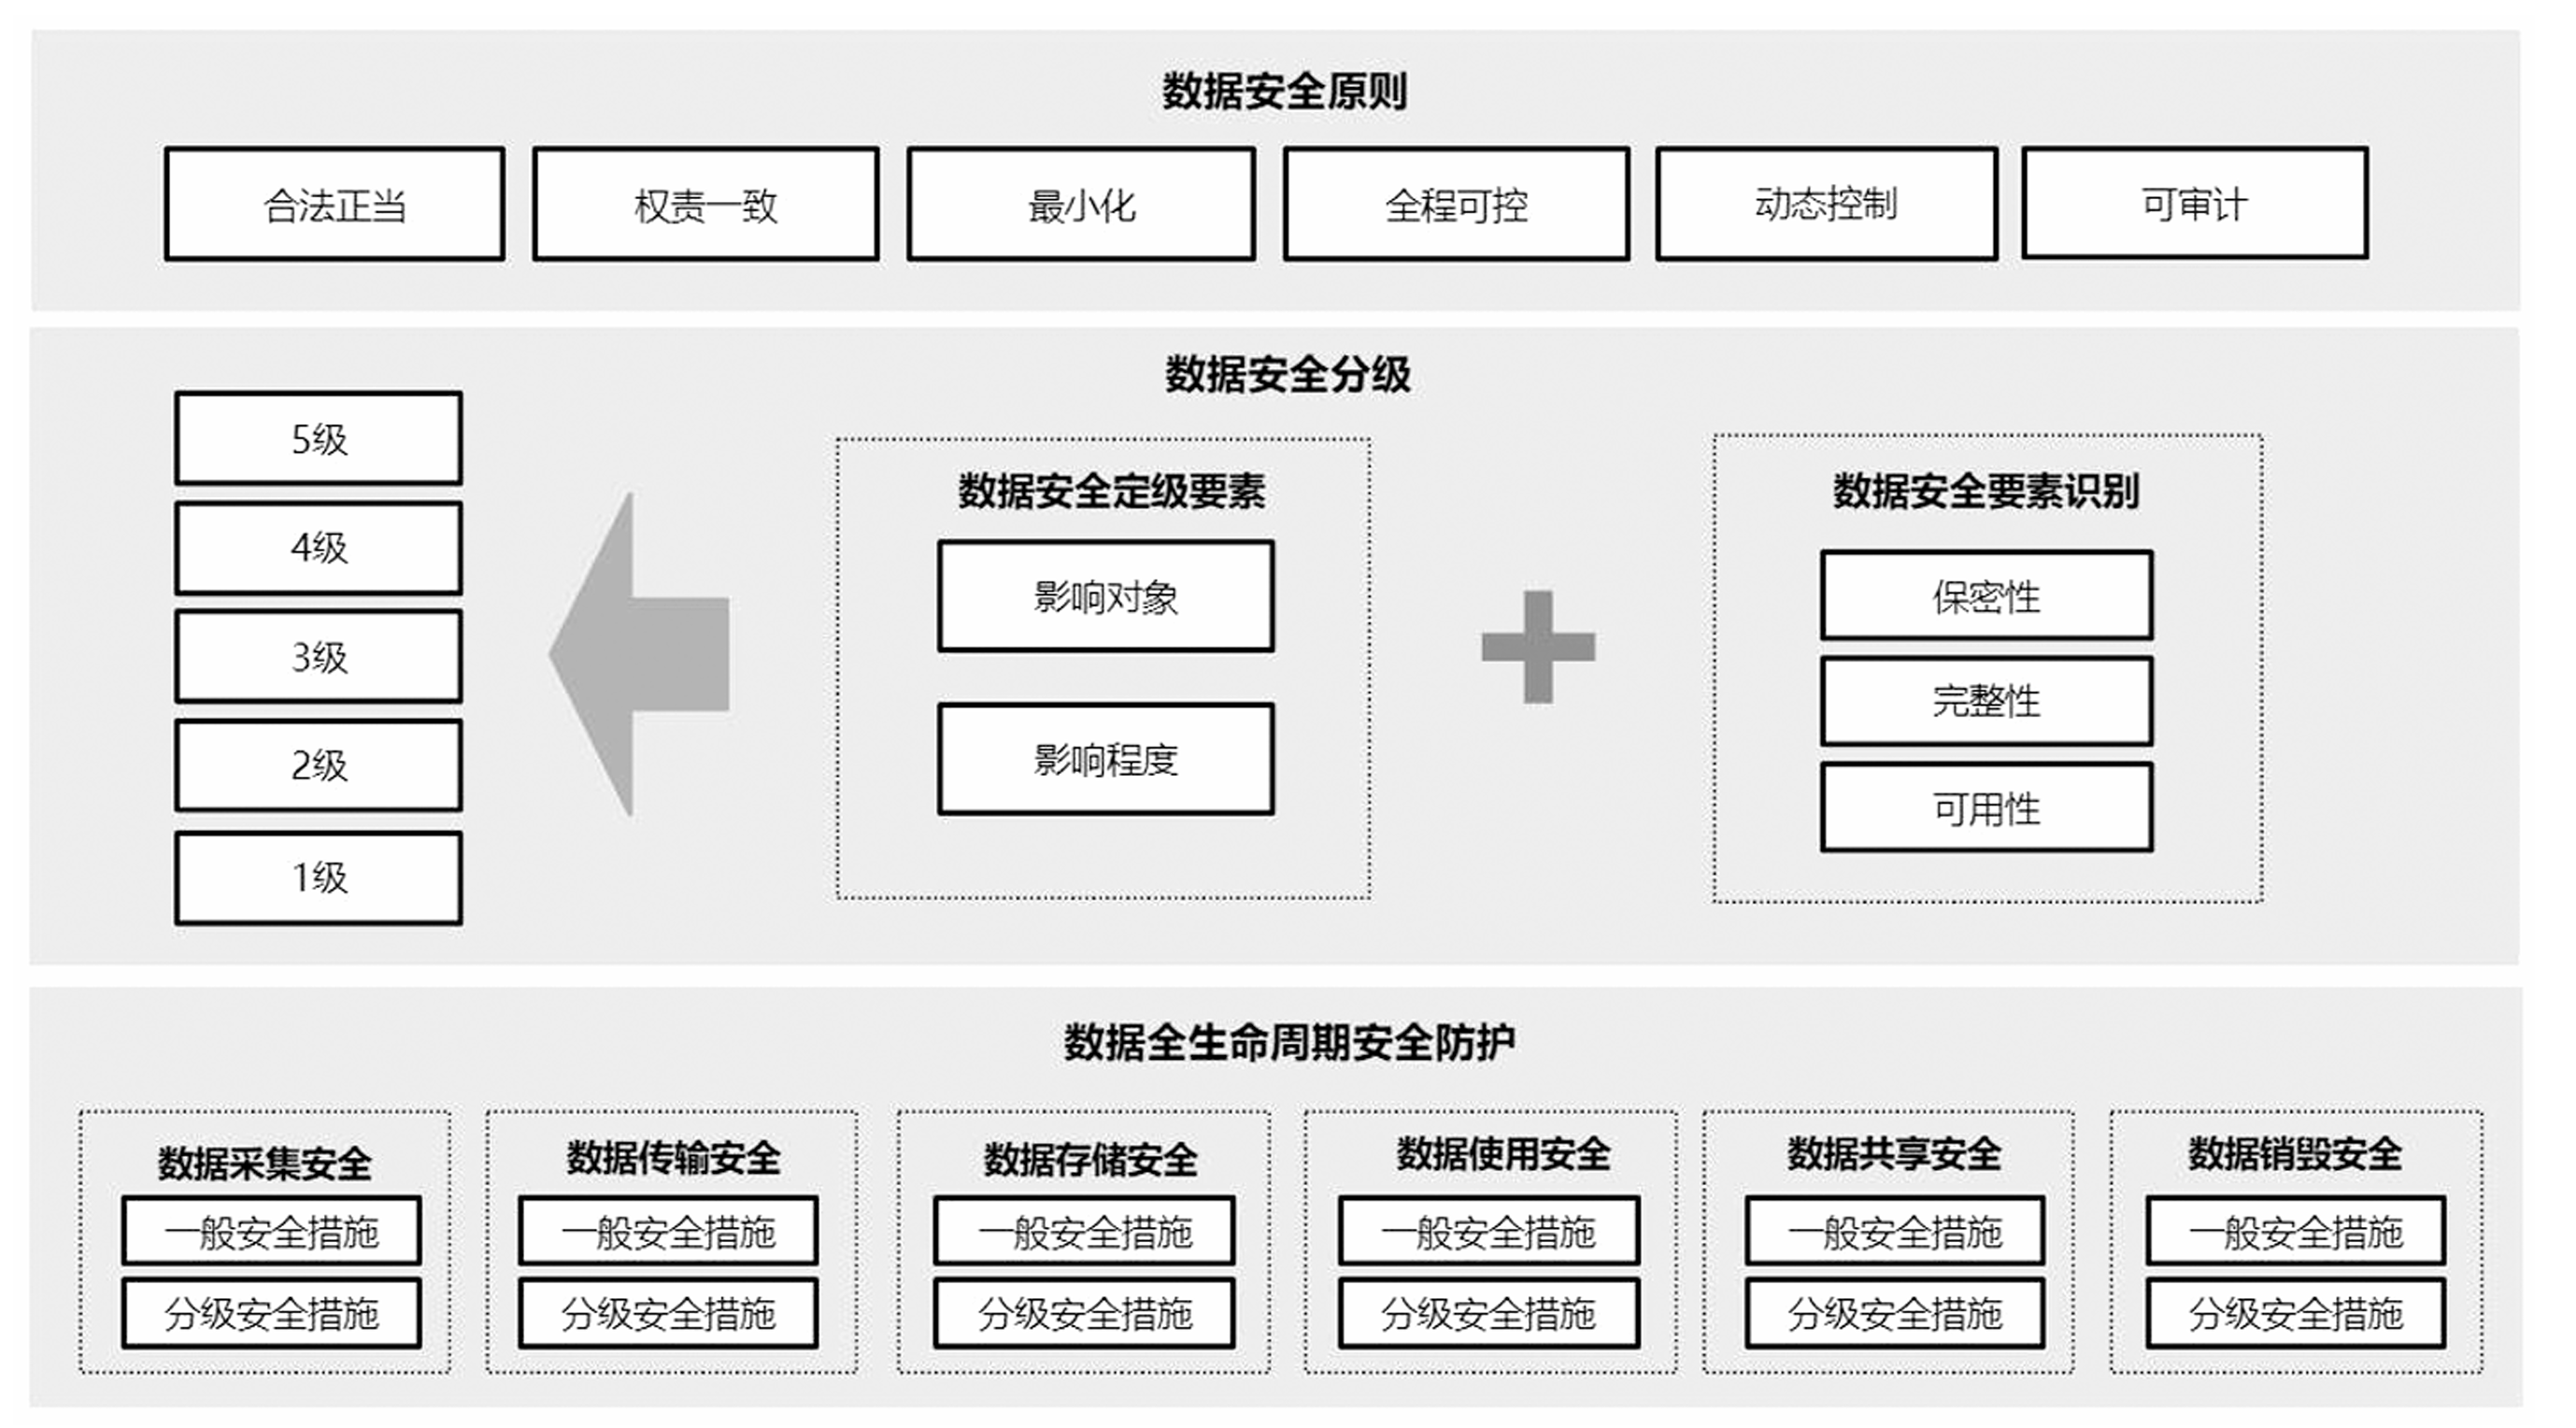 数据安全原则
合法正当
权责一致
最小化
全程可控
动态控制
可审计
数据安全分级
5级
4级
3级
2级
1级
数据安全定级要素
影响对象
影响程度
数据安全要素识别
保密性
完整性
可用性
数据全生命周期安全防护
数据采集安全
一般安全措施
分级安全措施
数据传输安全
一般安全措施
分级安全措施
数据存储安全
一般安全措施
分级安全措施
数据使用安全
一般安全措施
分级安全措施
数据共享安全
一般安全措施
分级安全措施
数据销毁安全
一般安全措施
分级安全措施